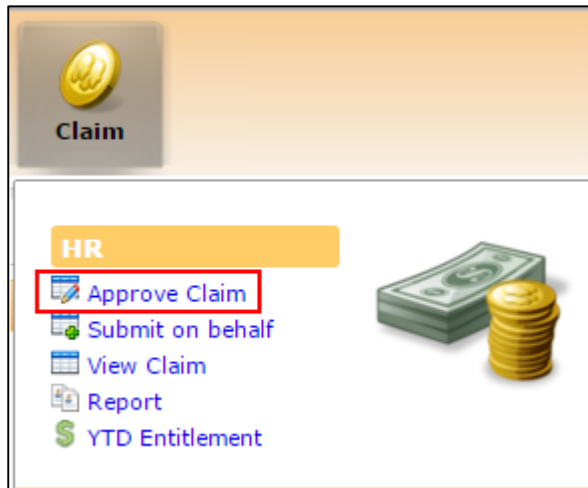 Claim
HR
Approve Claim
Submit on behalf
View Claim
Report
YTD Entitlement